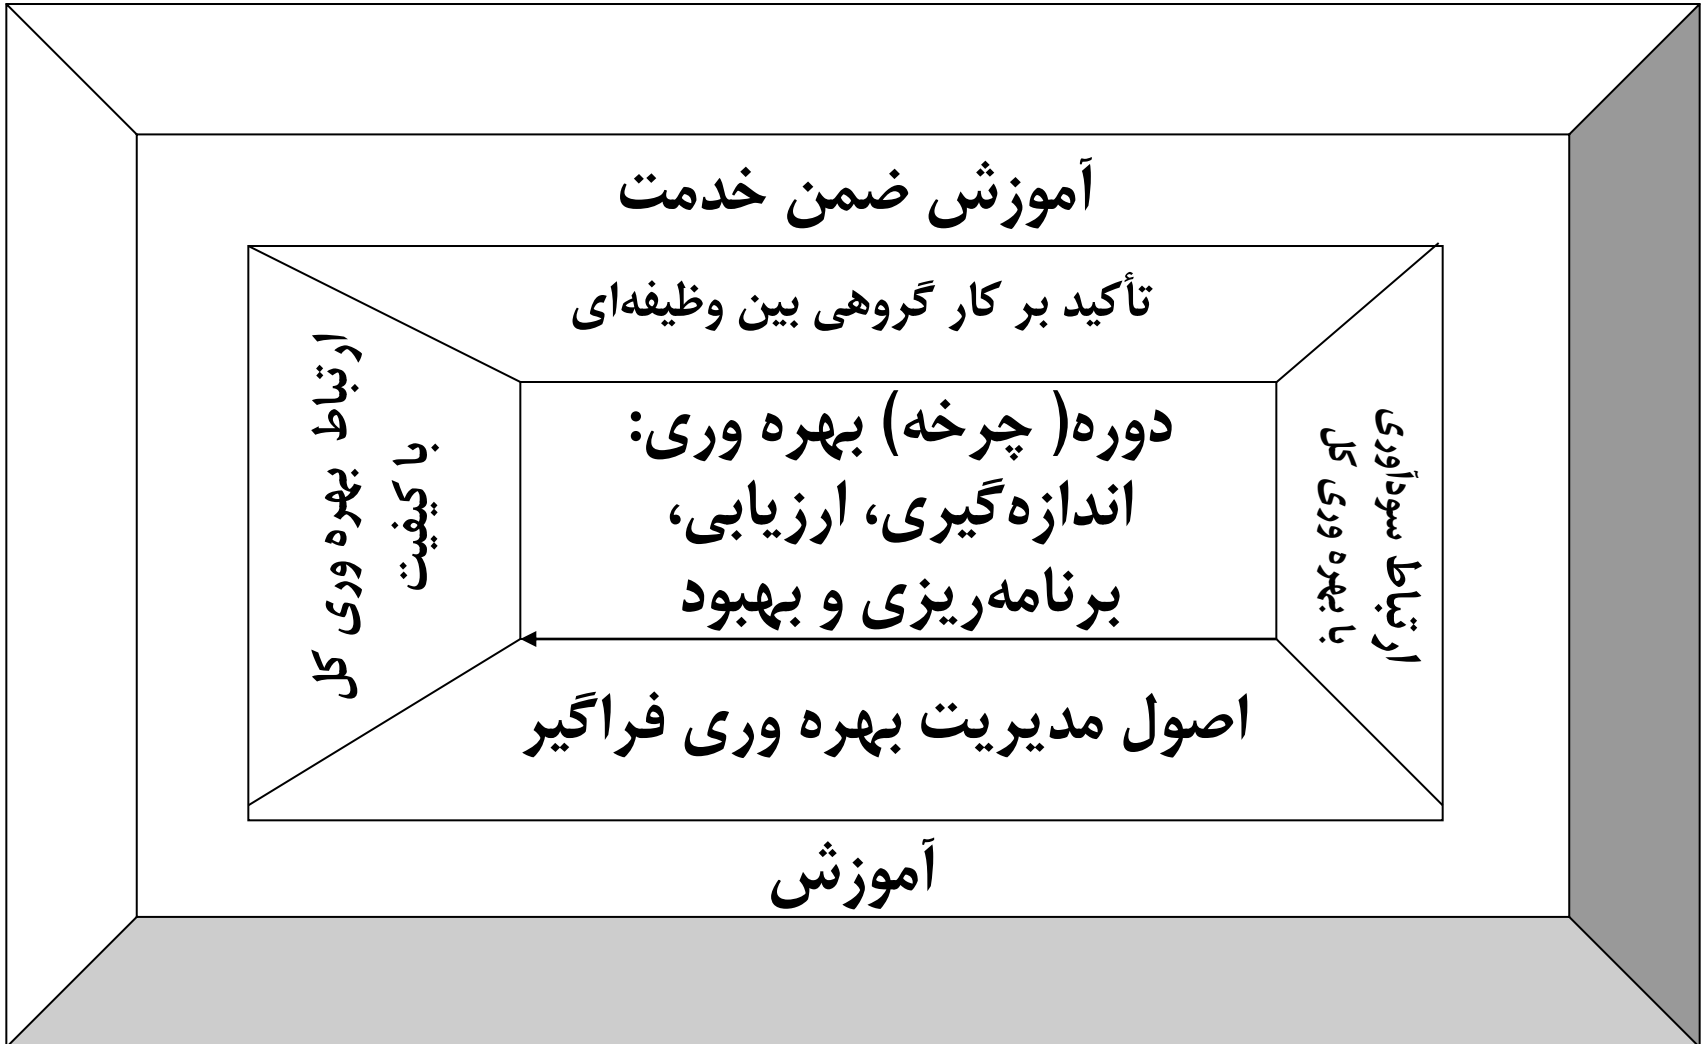 آموزش ضمن خدمت
تأکید بر کار گروهی بین وظیفه‌ای
ارتباط سودآوری
با بهره وری کل
دوره( چرخه) بهره وری:
اندازه‌گیری، ارزیابی،
برنامه‌ریزی و بهبود
ارتباط بهره وری کل
با کیفیت
اصول مدیریت بهره وری فراگیر
آموزش